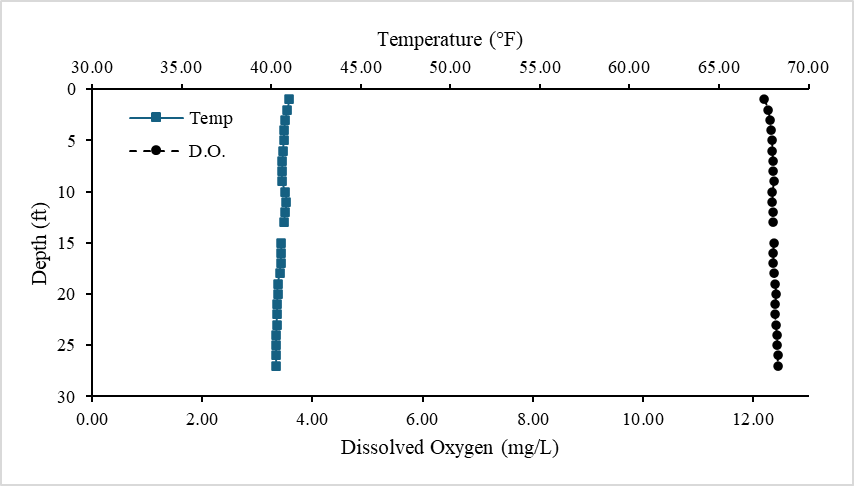 Temperature (°F)
30.00 35.00 40.00 45.00 50.00 55.00 60.00 65.00 70.00
0
5
10
15
20
25
30
Depth (ft)
Temp
D.O.
0.00 2.00 4.00 6.00 8.00 10.00 12.00
Dissolved Oxygen (mg/L)